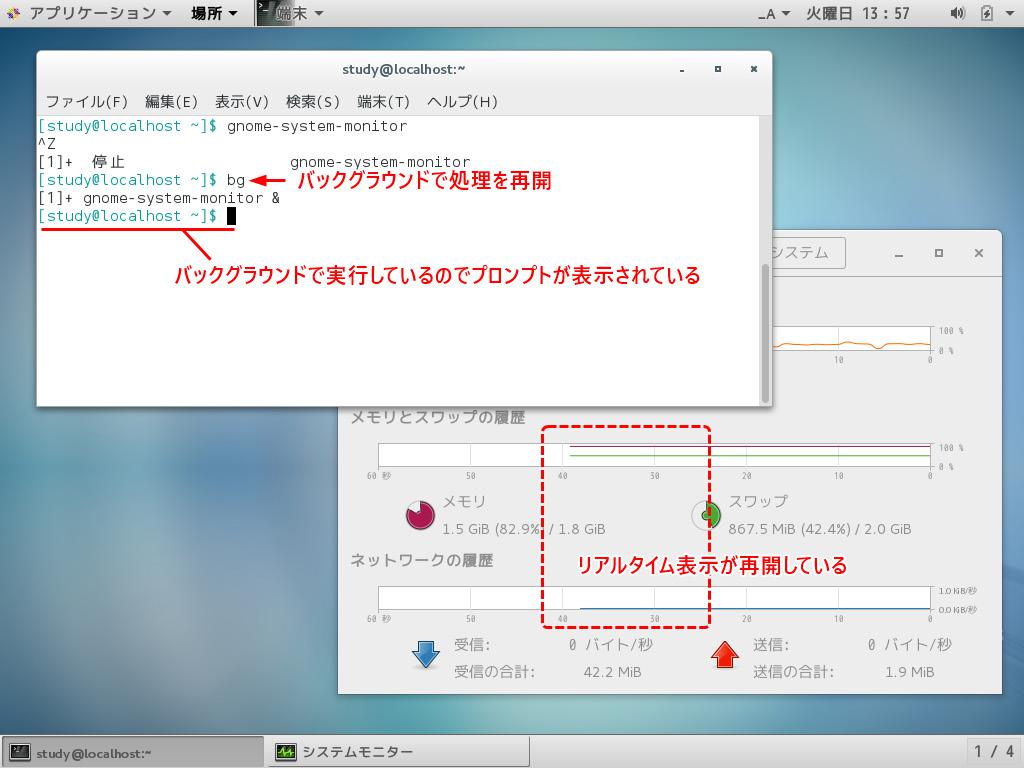 アプリケーション 場所 端末 _A 火曜日 13 : 57
study@localhost:~
ファイル(F) 編集(E) 表示(V) 検索(S) 端末(T) ヘルプ(H)
[study@localhost ~]$ gnome-system-monitor
^Z
[1]+ 停止 gnome-system-monitor
[study@localhost ~]$ bg
バックグラウンドで処理を再開
[1]+ gnome-system-monitor &
[study@localhost ~]$
バックグラウンドで実行しているのでプロンプトが表示されている
システム
100 %
0 %
10 0
メモリとスワップの履歴
100 %
0 %
60 秒 50 40 30 20 10 0
メモリ
1.5 GiB (82.9%) / 1.8 GiB
スワップ
867.5 MiB (42.4%) / 2.0 GiB
ネットワークの履歴
リアルタイム表示が再開している
1.0 KiB/秒
0.0 KiB/秒
60 秒 50 40 30 20 10 0
受信: 0 バイト/秒
受信の合計: 42.2 MiB
送信: 0 バイト/秒
送信の合計: 1.9 MiB
study@localhost:~ システムモニター 1 / 4